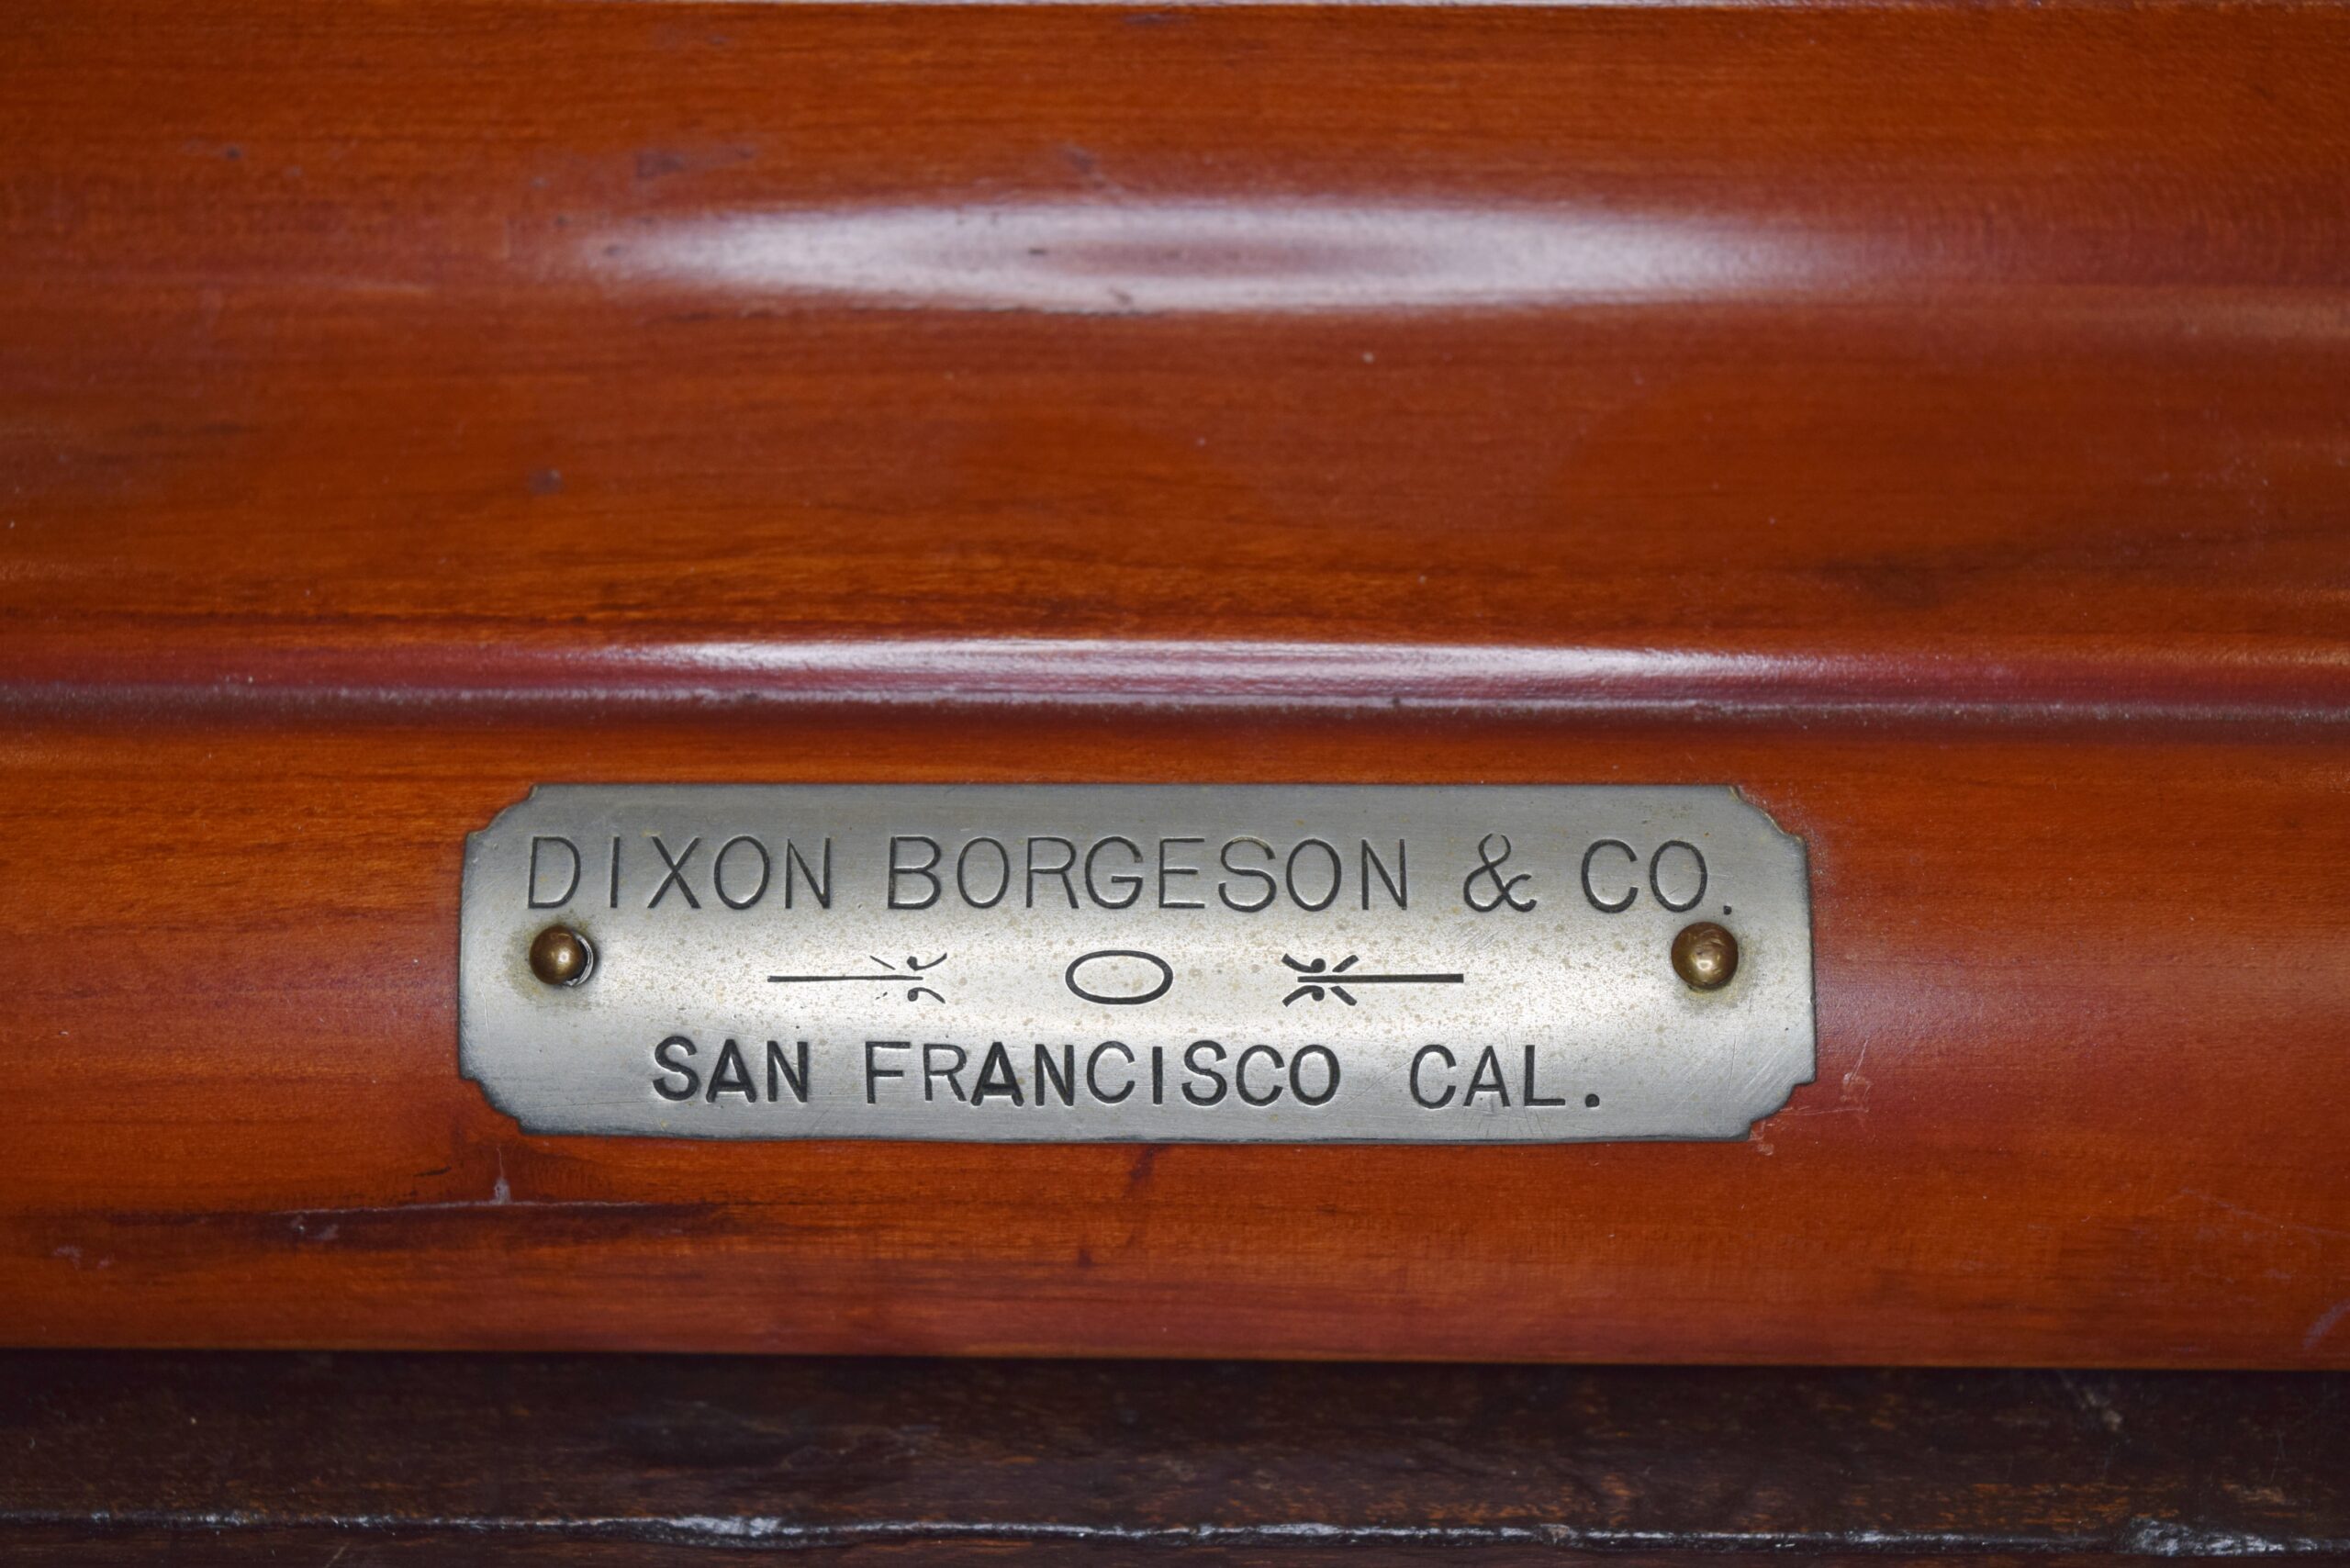 DIXON BORGESON & CO.
SAN FRANCISCO CAL.